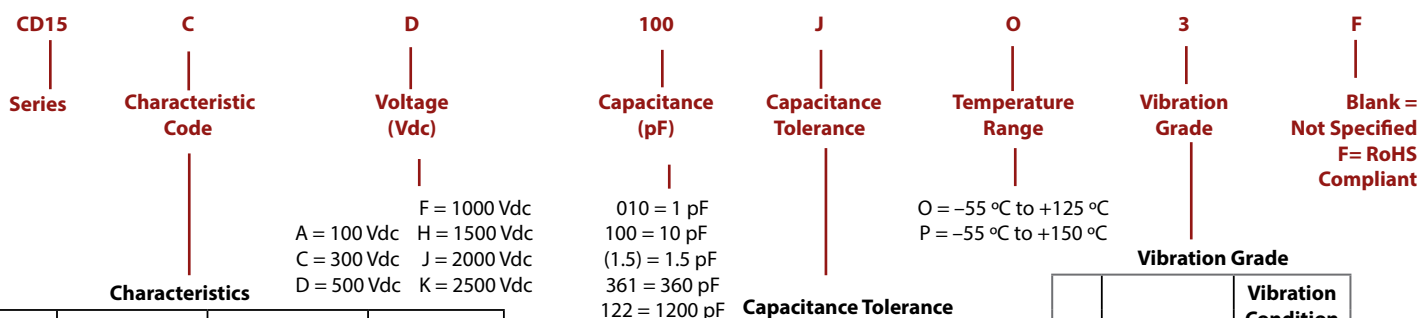 CD15 C D 100 J O 3 F
Series Characteristic Voltage Capacitance Capacitance Temperature Vibration Blank =
Code (Vdc) (pF) Tolerance Range Grade Not Specified
F= RoHS
Compliant
F = 1000 Vdc 010 = 1 pF O = –55 ºC to +125 ºC
A = 100 Vdc H = 1500 Vdc 100 = 10 pF P = –55 ºC to +150 ºC
C = 300 Vdc J = 2000 Vdc (1.5) = 1.5 pF Vibration Grade
D = 500 Vdc K = 2500 Vdc 361 = 360 pF
Characteristics 122 = 1200 pF Capacitance Tolerance Vibration
Condition